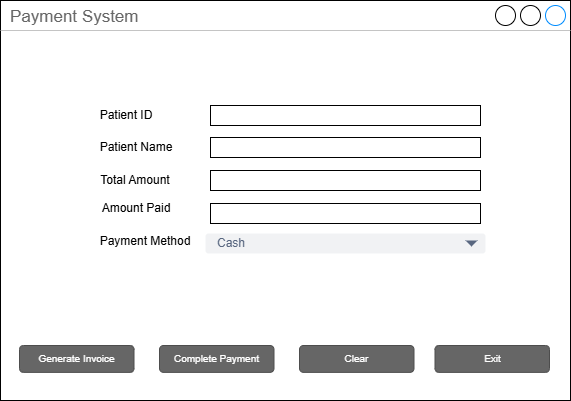 Payment System
Patient ID
Patient Name
Total Amount
Amount Paid
Payment Method
Cash
Generate Invoice
Complete Payment
Clear
Exit